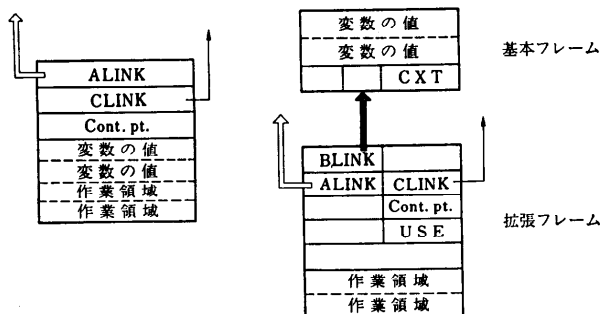 ALINK
CLINK
Cont. pt.
変数の値
変数の値
作業領域
作業領域
変数の値
変数の値
CXT
基本フレーム
BLINK
ALINK CLINK
Cont. pt.
USE
作業領域
作業領域
拡張フレーム